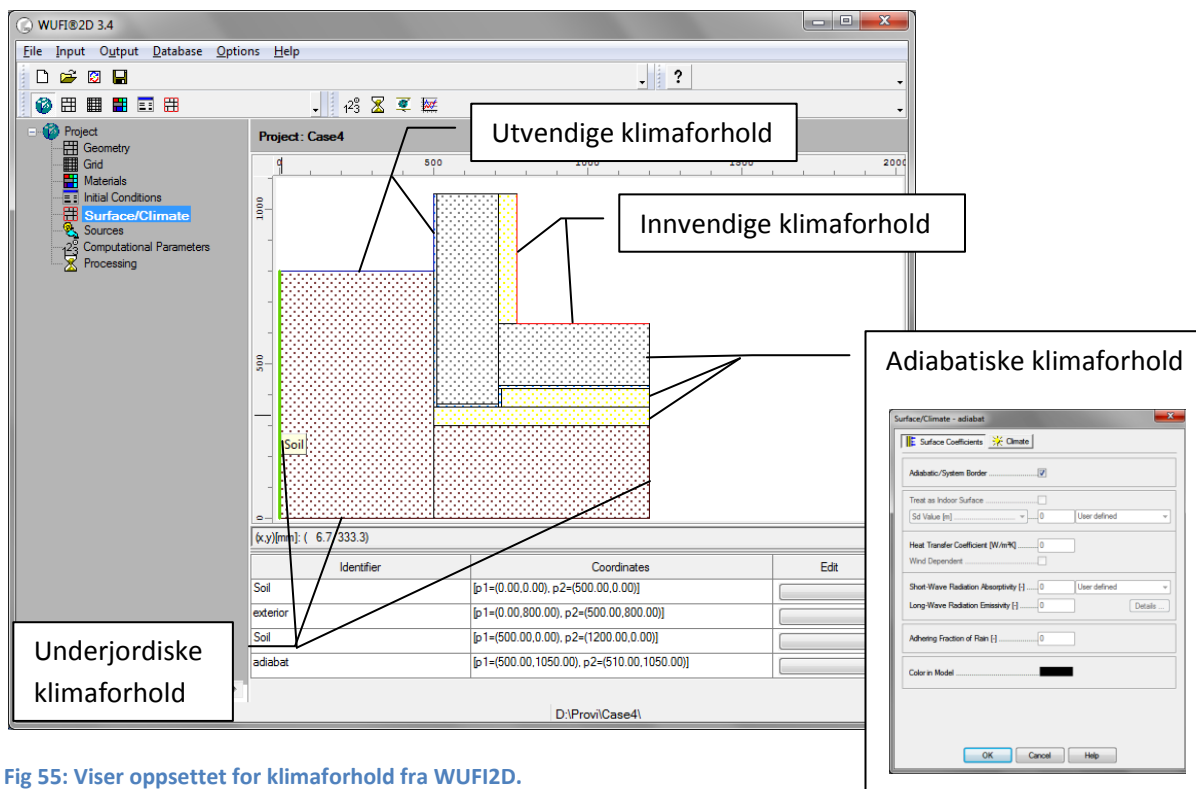 WUFI®2D 3.4
File Input Output Database Options Help
?
Project
Geometry
Grid
Materials
Initial Conditions
Surface/Climate
Sources
Computational Parameters
Processing
Project: Case4
0 500 1000 1500 2000
1000
500
0
Utvendige klimaforhold
Innvendige klimaforhold
Adiabatiske klimaforhold
Underjordiske
klimaforhold
Soil
(x,y)[mm]: ( 6.7, 333.3)
Identifier Coordinates Edit
Soil [p1=(0.00,0.00), p2=(500.00,0.00)]
exterior [p1=(0.00,800.00), p2=(500.00,800.00)]
Soil [p1=(500.00,0.00), p2=(1200.00,0.00)]
adiabat [p1=(500.00,1050.00), p2=(510.00,1050.00)]
D:\Provi\Case4\
Surface/Climate - adiabat
Surface Coefficients Climate
Adiabatic/System Border
Treat as Indoor Surface
Sd Value [m] 0 User defined
Heat Transfer Coefficient [W/m²K] 0
Wind Dependent
Short-Wave Radiation Absorptivity [-] 0 User defined
Long-Wave Radiation Emissivity [-] 0 Details ...
Adhering Fraction of Rain [-] 0
Color in Model
OK Cancel Help
Fig 55: Viser oppsettet for klimaforhold fra WUFI2D.